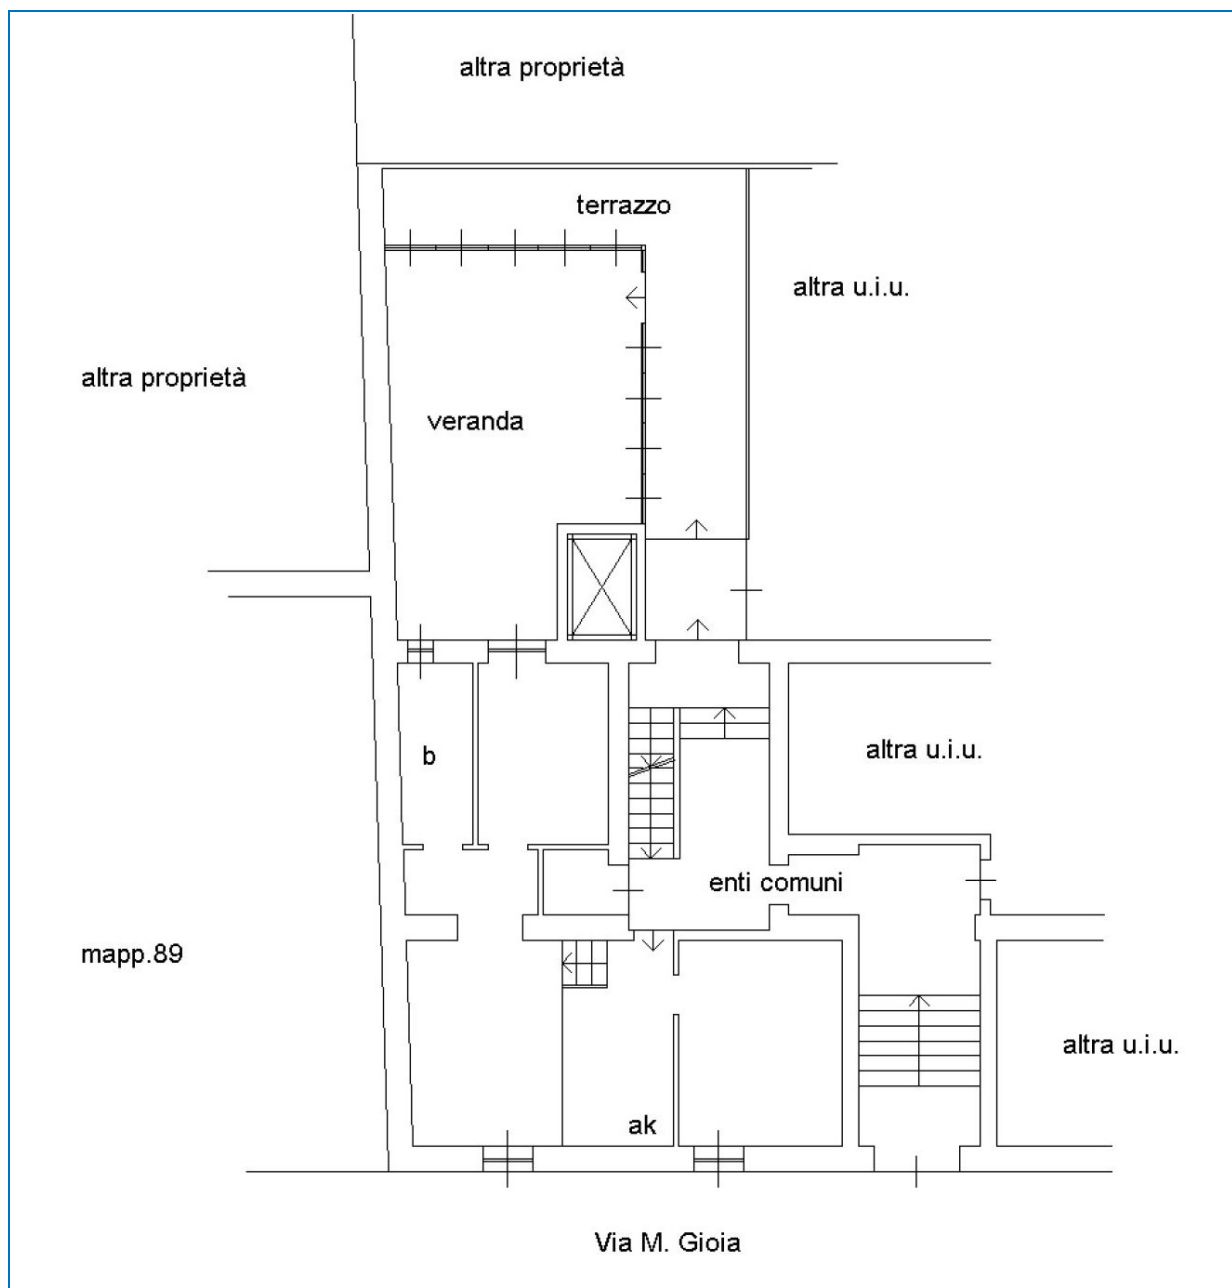 altra proprietà
terrazzo
altra u.i.u.
altra proprietà
veranda
b
altra u.i.u.
enti comuni
mapp.89
altra u.i.u.
ak
Via M. Gioia